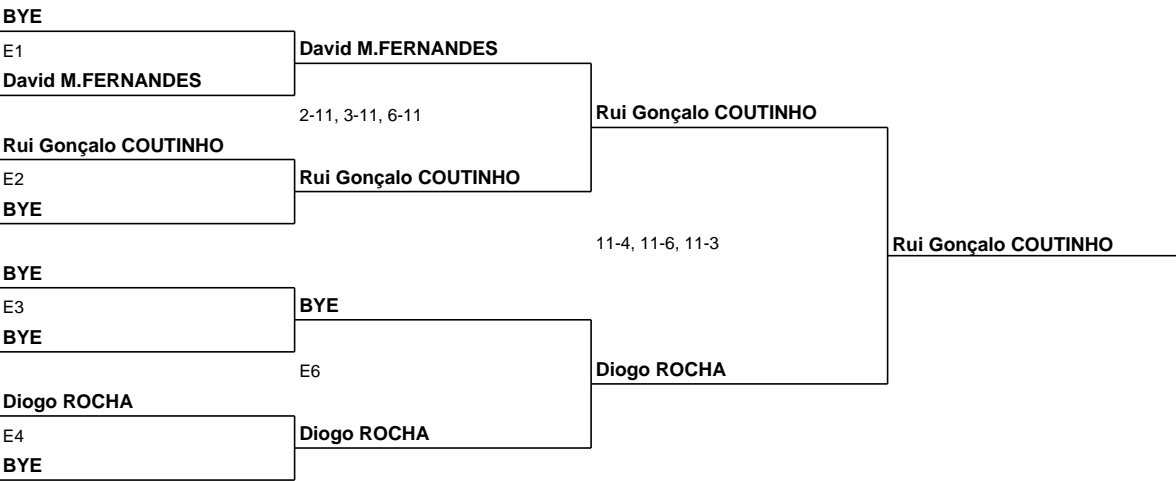 BYE
E1
David M.FERNANDES
David M.FERNANDES
2-11, 3-11, 6-11
Rui Gonçalo COUTINHO
Rui Gonçalo COUTINHO
E2
Rui Gonçalo COUTINHO
BYE
11-4, 11-6, 11-3
Rui Gonçalo COUTINHO
BYE
E3
BYE
BYE
E6
Diogo ROCHA
Diogo ROCHA
E4
Diogo ROCHA
BYE